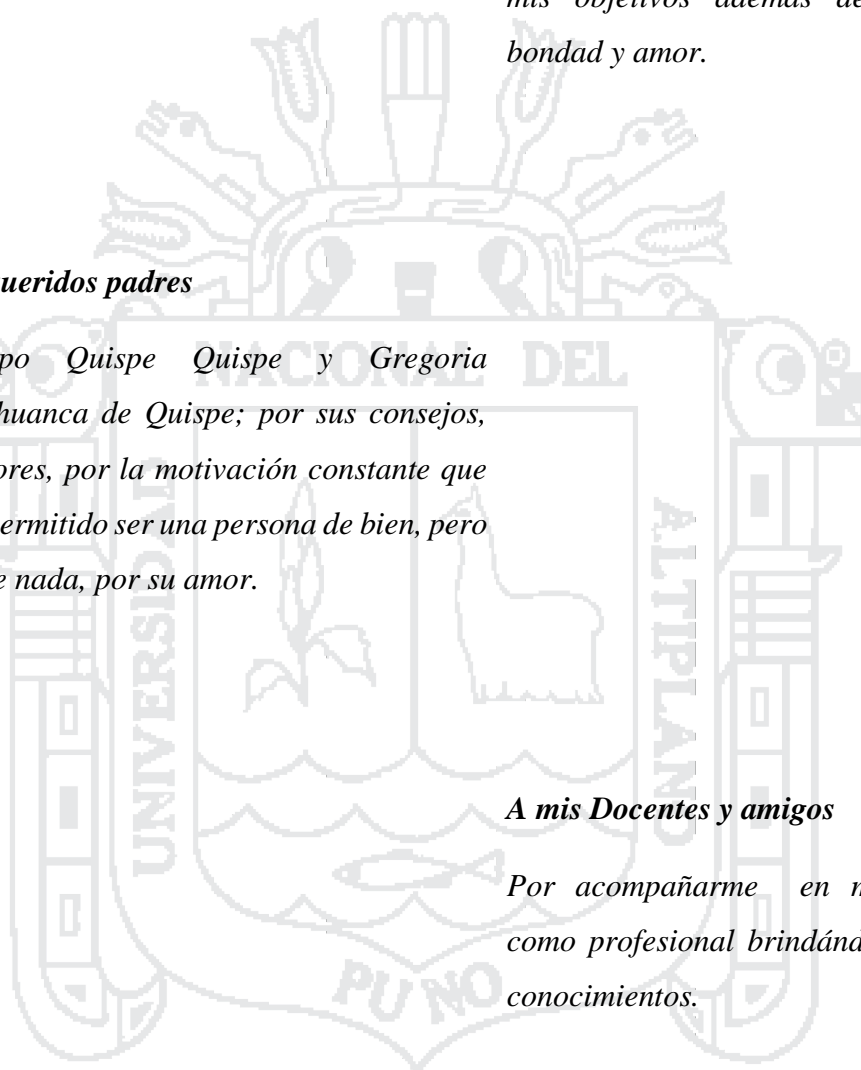 mis objetivos además de
bondad y amor.
ueridos padres
po Quispe Quispe y Gregoria
huanca de Quispe; por sus consejos,
ores, por la motivación constante que
ermitido ser una persona de bien, pero
e nada, por su amor.
A mis Docentes y amigos
Por acompañarme en m
como profesional brindánd
conocimientos.
UNIVERSIDAD
NACIONAL DEL
ALTIPLANO
PUNO